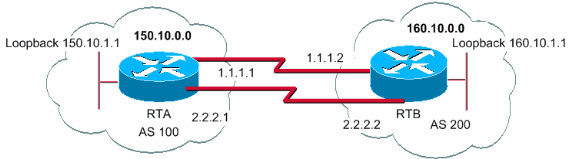 150.10.0.0
160.10.0.0
Loopback 150.10.1.1
1.1.1.2
Loopback 160.10.1.1
1.1.1.1
RTA
2.2.2.1
2.2.2.2
RTB
AS 100
AS 200